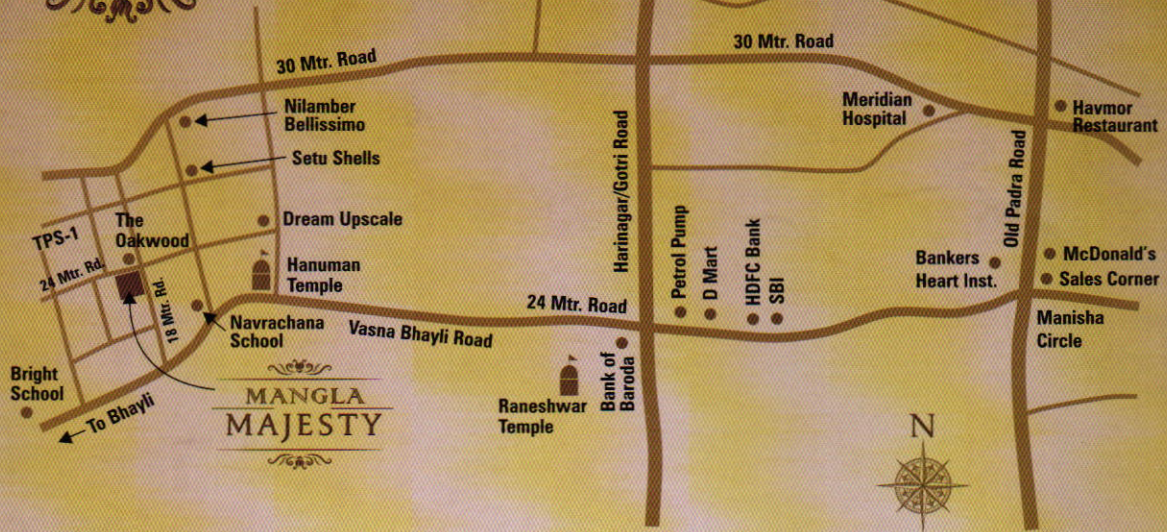 30 Mtr. Road
30 Mtr. Road
Nilamber
Bellissimo
Setu Shells
Meridian
Hospital
Havmor
Restaurant
Harinagar/Gotri Road
Old Padra Road
TPS-1
The
Oakwood
Dream Upscale
24 Mtr. Rd.
Hanuman
Temple
18 Mtr. Rd.
Petrol Pump
D Mart
HDFC Bank
SBI
Bankers
Heart Inst.
McDonald's
Sales Corner
Navrachana
School
Vasna Bhayli Road
24 Mtr. Road
Manisha
Circle
Bright
School
To Bhayli
MANGLA
MAJESTY
Raneshwar
Temple
Bank of
Baroda
N